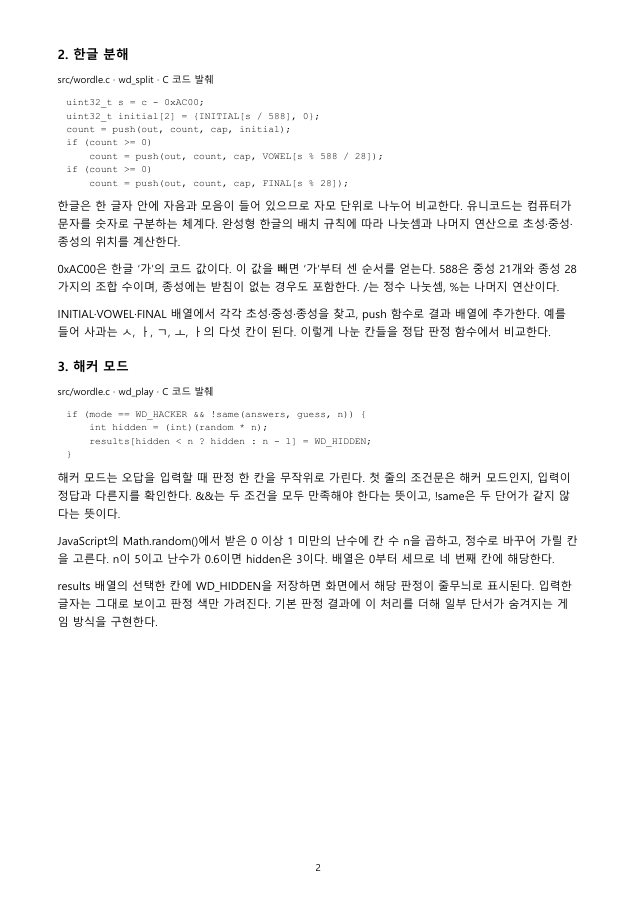 2. 한글 분해
src/wordle.c · wd_split · C 코드 발췌
uint32_t s = c - 0xAC00;
uint32_t initial[2] = {INITIAL[s / 588], 0};
count = push(out, count, cap, initial);
if (count >= 0)
    count = push(out, count, cap, VOWEL[s % 588 / 28]);
if (count >= 0)
    count = push(out, count, cap, FINAL[s % 28]);
한글은 한 글자 안에 자음과 모음이 들어 있으므로 자모 단위로 나누어 비교한다. 유니코드는 컴퓨터가
문자를 숫자로 구분하는 체계다. 완성형 한글의 배치 규칙에 따라 나눗셈과 나머지 연산으로 초성·중성·
종성의 위치를 계산한다.
0xAC00은 한글 ‘가’의 코드 값이다. 이 값을 빼면 ‘가’부터 센 순서를 얻는다. 588은 중성 21개와 종성 28
가지의 조합 수이며, 종성에는 받침이 없는 경우도 포함한다. /는 정수 나눗셈, %는 나머지 연산이다.
INITIAL·VOWEL·FINAL 배열에서 각각 초성·중성·종성을 찾고, push 함수로 결과 배열에 추가한다. 예를
들어 사과는 ㅅ, ㅏ, ㄱ, ㅗ, ㅏ의 다섯 칸이 된다. 이렇게 나눈 칸들을 정답 판정 함수에서 비교한다.
3. 해커 모드
src/wordle.c · wd_play · C 코드 발췌
if (mode == WD_HACKER && !same(answers, guess, n)) {
    int hidden = (int)(random * n);
    results[hidden < n ? hidden : n - 1] = WD_HIDDEN;
}
해커 모드는 오답을 입력할 때 판정 한 칸을 무작위로 가린다. 첫 줄의 조건문은 해커 모드인지, 입력이
정답과 다른지를 확인한다. &&는 두 조건을 모두 만족해야 한다는 뜻이고, !same은 두 단어가 같지 않
다는 뜻이다.
JavaScript의 Math.random()에서 받은 0 이상 1 미만의 난수에 칸 수 n을 곱하고, 정수로 바꾸어 가릴 칸
을 고른다. n이 5이고 난수가 0.6이면 hidden은 3이다. 배열은 0부터 세므로 네 번째 칸에 해당한다.
results 배열의 선택한 칸에 WD_HIDDEN을 저장하면 화면에서 해당 판정이 줄무늬로 표시된다. 입력한
글자는 그대로 보이고 판정 색만 가려진다. 기본 판정 결과에 이 처리를 더해 일부 단서가 숨겨지는 게
임 방식을 구현한다.
2